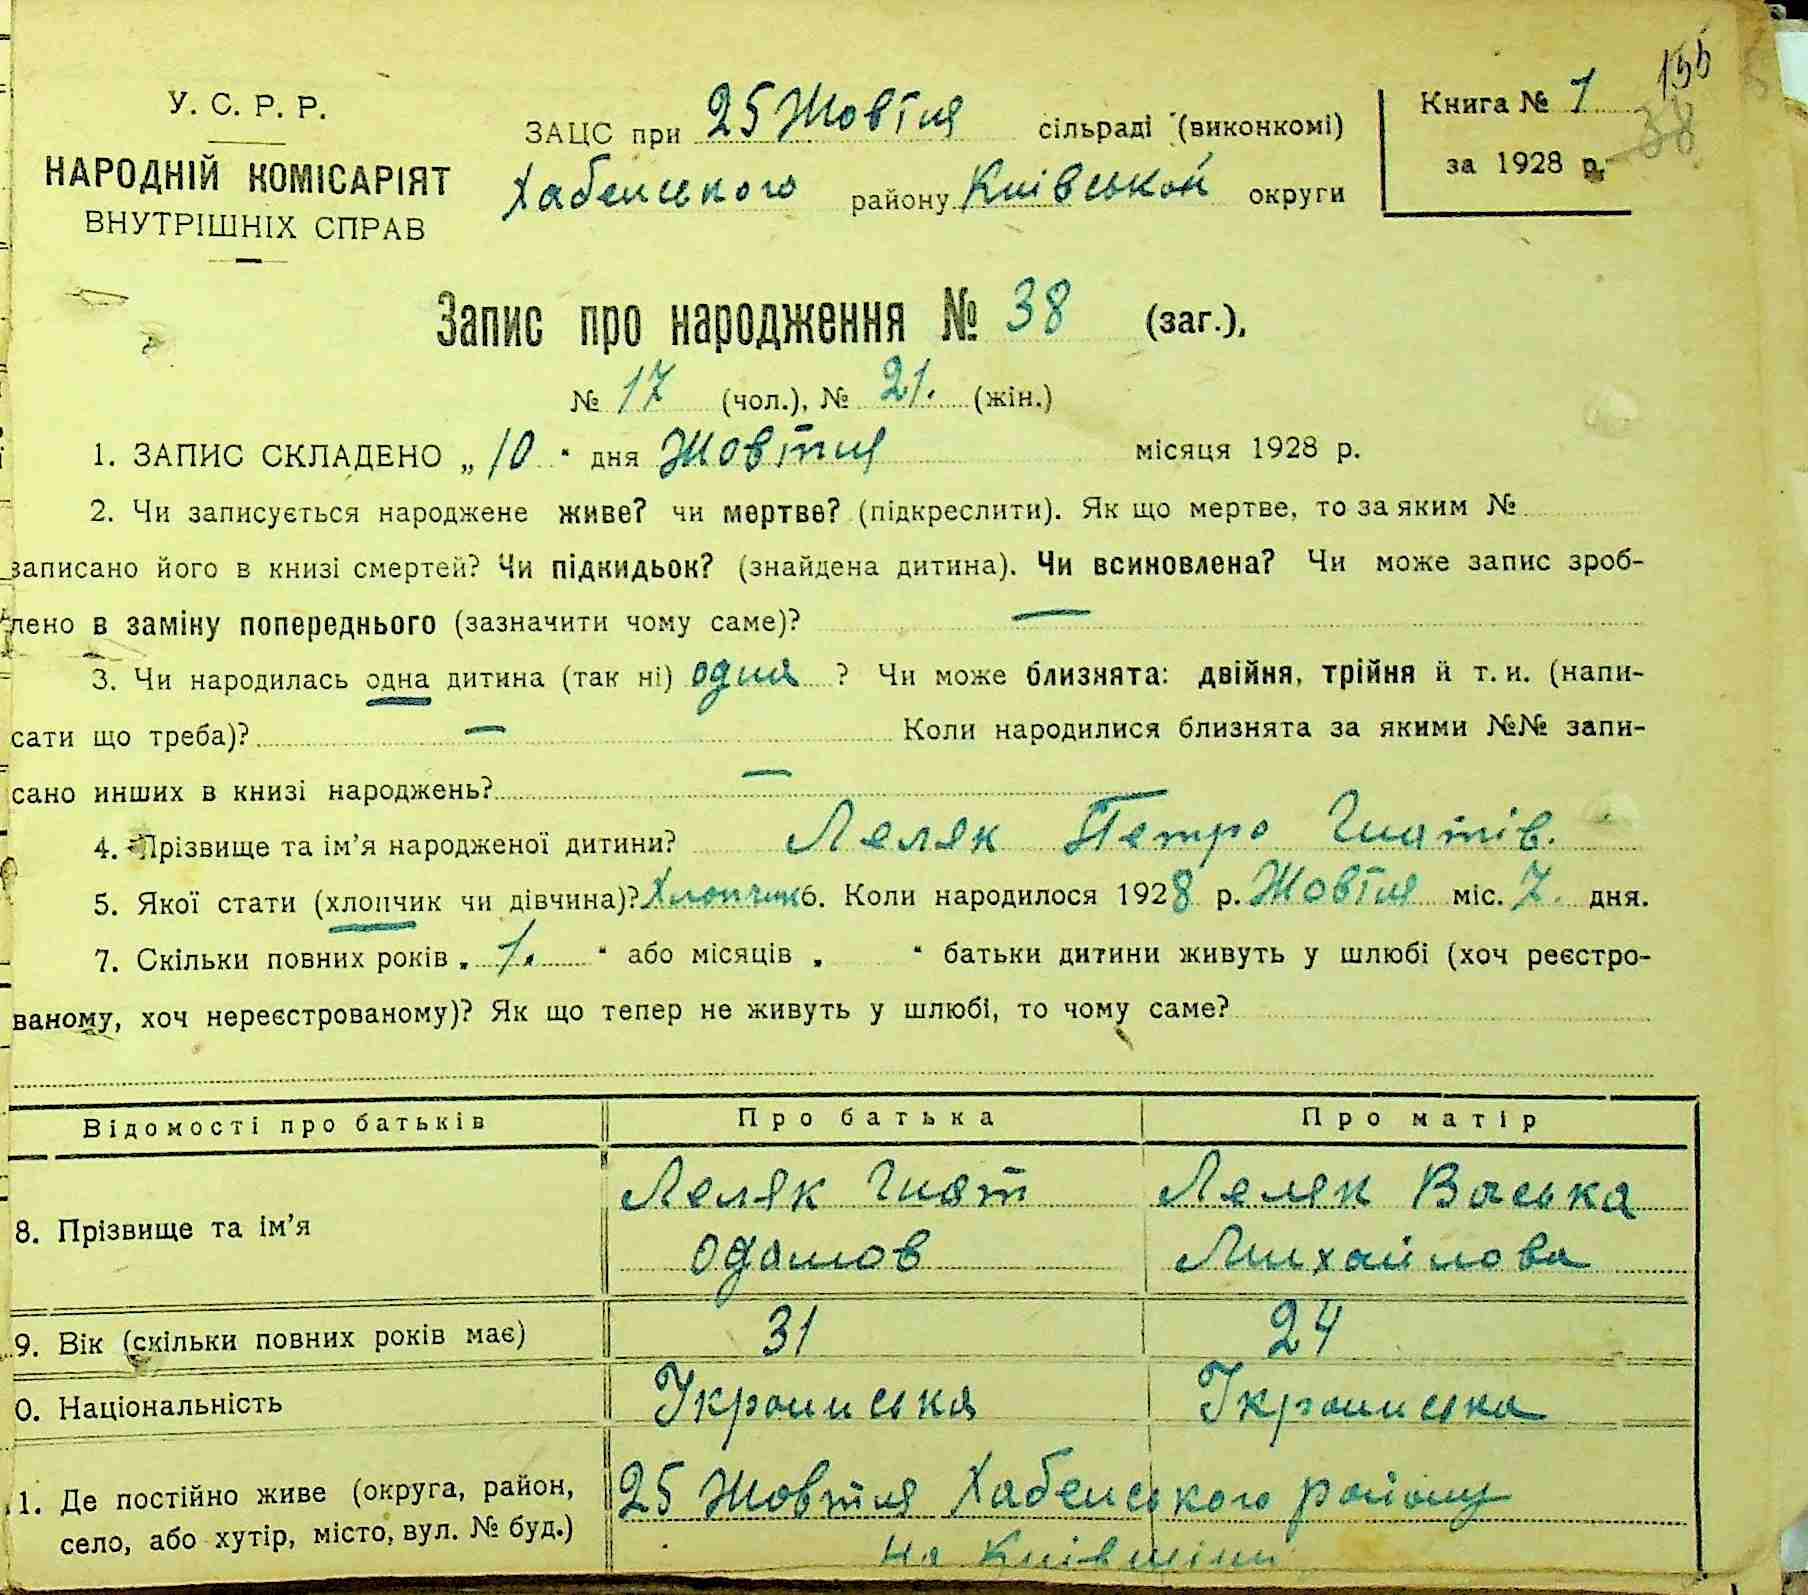 155
У. С. Р. Р.
ЗАЦС при 25 Жовтня сільраді (виконкомі)
Книга № 1
38
НАРОДНІЙ КОМІСАРІЯТ
за 1928 р.
Хабенського району Київської округи
ВНУТРІШНІХ СПРАВ
Запис про народження № 38 (заг.),
№ 17 (чол.), № 21. (жін.)
1. ЗАПИС СКЛАДЕНО „ 10 “ дня Жовтня місяця 1928 р.
2. Чи записується народжене живе? чи мертве? (підкреслити). Як що мертве, то за яким №
записано його в книзі смертей? Чи підкидьок? (знайдена дитина). Чи всиновлена? Чи може запис зроб-
лено в заміну попереднього (зазначити чому саме)? —
3. Чи народилась одна дитина (так ні) одна ? Чи може близнята: двійня, трійня й т. и. (напи-
сати що треба)? — Коли народилися близнята за якими №№ запи-
сано инших в книзі народжень? —
4. Прізвище та ім’я народженої дитини? Леляк Петро Гнатів.
5. Якої стати (хлопчик чи дівчина)? Хлопчик 6. Коли народилося 1928 р. Жовтня міс. 7. дня.
7. Скільки повних років „ 1. “ або місяців „ “ батьки дитини живуть у шлюбі (хоч реєстро-
ваному, хоч нереєстрованому)? Як що тепер не живуть у шлюбі, то чому саме?
Відомості про батьків Про батька Про матір
8. Прізвище та ім’я Леляк Гнат Леляк Васька
Одамов Михайлова
9. Вік (скільки повних років має) 31 24
0. Національність Украинська Украинська
1. Де постійно живе (округа, район, 25 Жовтня Хабенського району
село, або хутір, місто, вул. № буд.) на Київщини